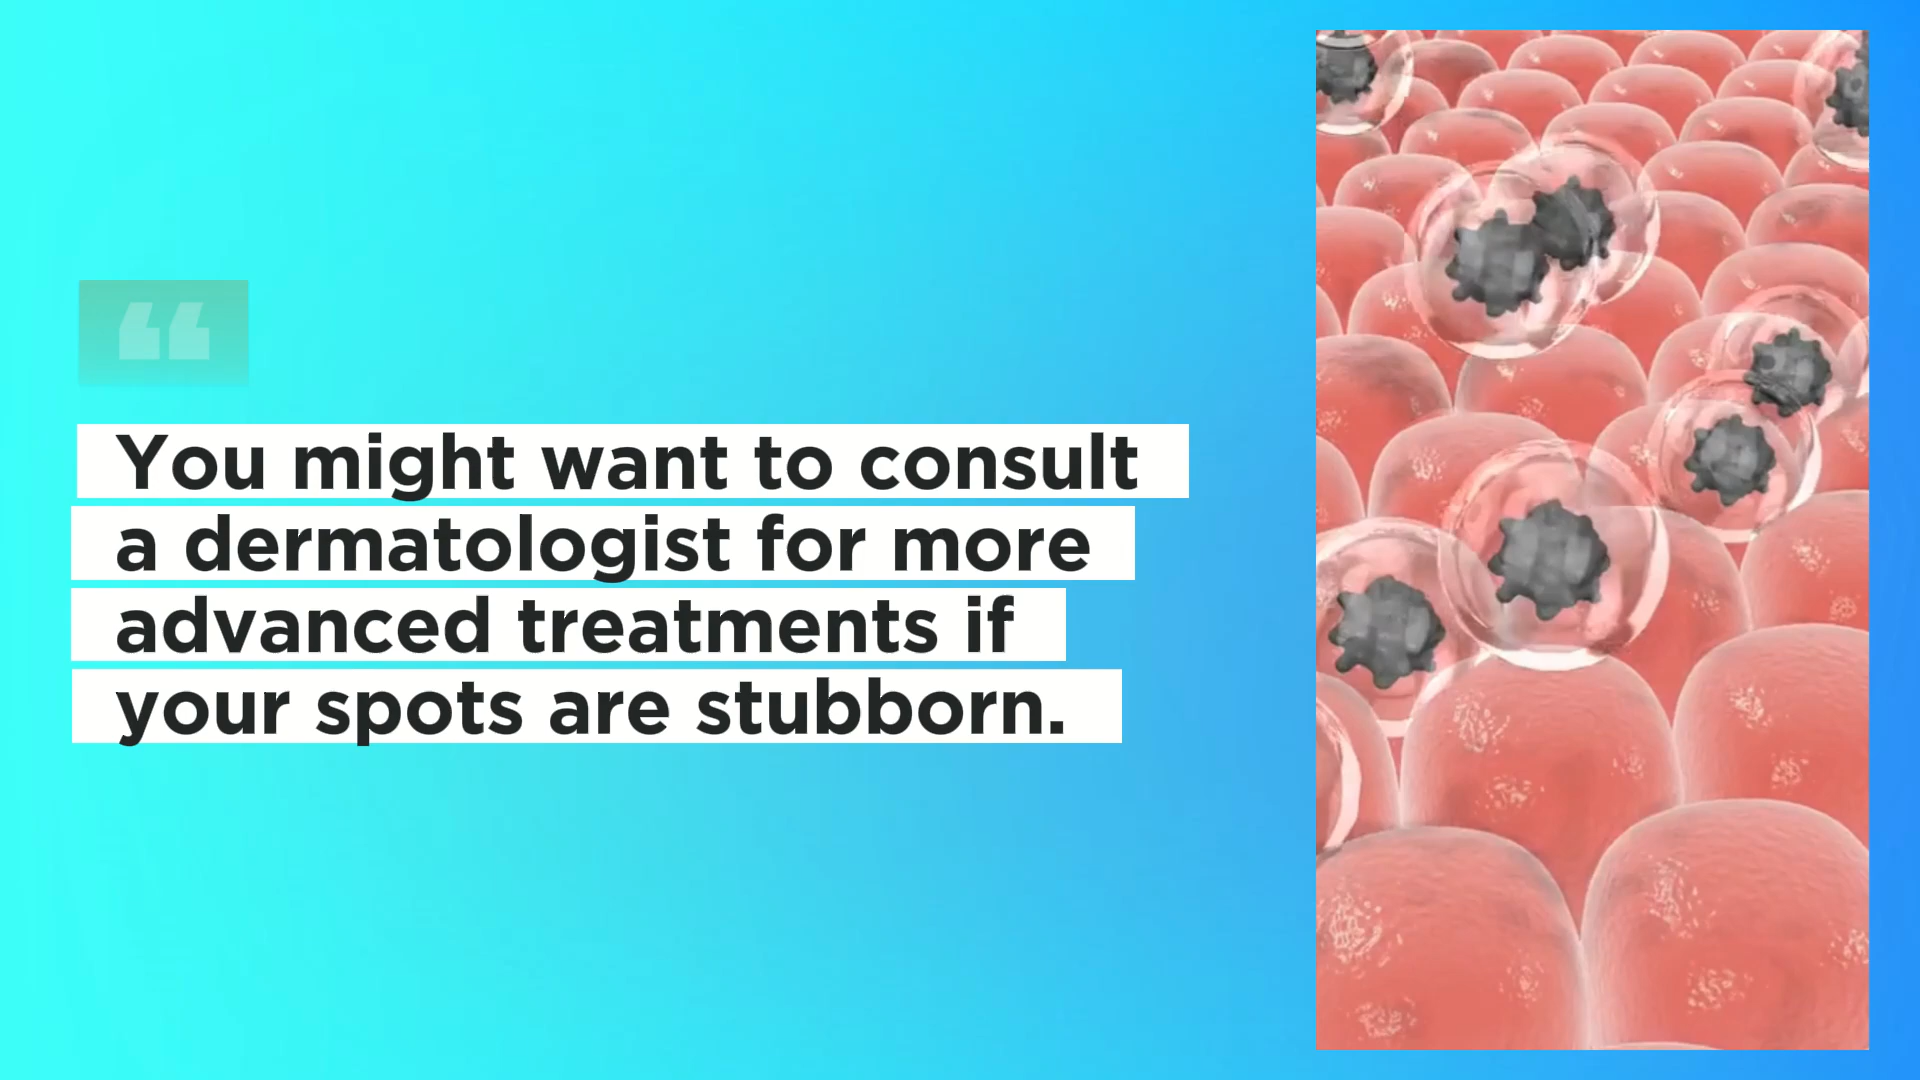 “
You might want to consult
a dermatologist for more
advanced treatments if
your spots are stubborn.